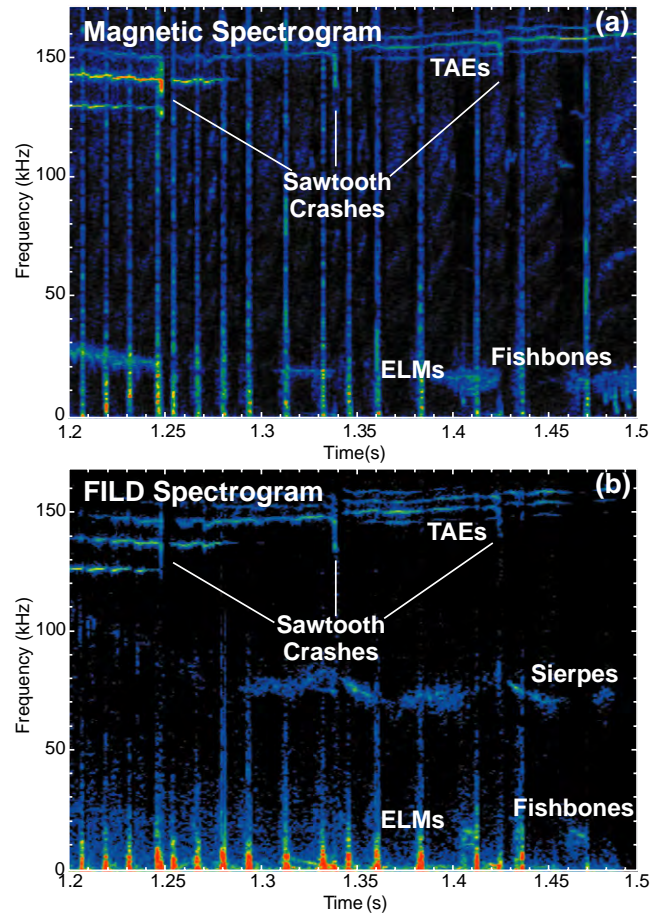 (a)
Magnetic Spectrogram
TAEs
Sawtooth
Crashes
ELMs
Fishbones
Frequency (kHz)
150
100
50
0
1.2
1.25
1.3
1.35
1.4
1.45
1.5
Time(s)
(b)
FILD Spectrogram
TAEs
Sawtooth
Crashes
Sierpes
ELMs
Fishbones
Frequency (kHz)
150
100
50
0
1.2
1.25
1.3
1.35
1.4
1.45
1.5
Time (s)